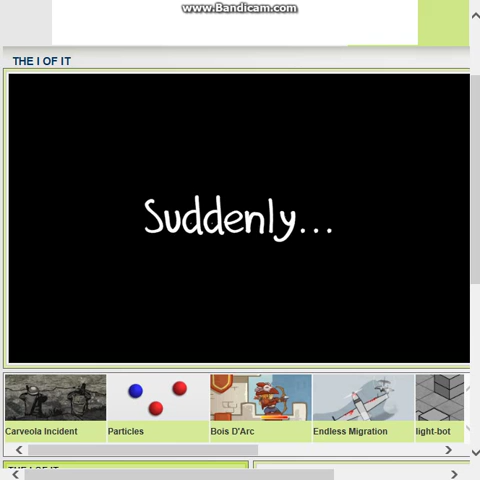 www.Bandicam.com
THE I OF IT
Suddenly...
Carveola Incident
Particles
Bois D'Arc
Endless Migration
light-bot
THE I OF IT